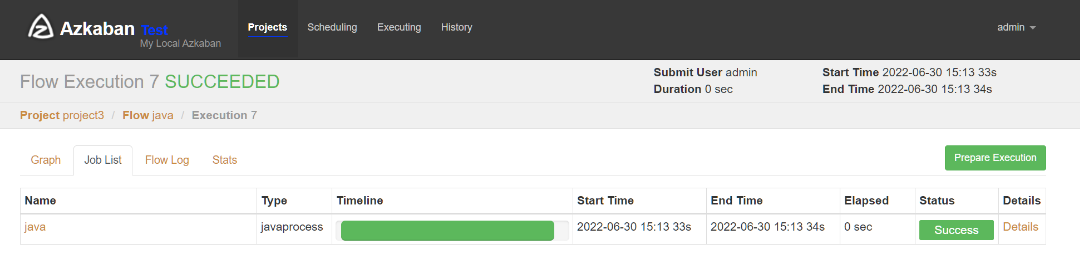 Azkaban Test
My Local Azkaban
Projects Scheduling Executing History
admin
Flow Execution 7 SUCCEEDED
Submit User admin
Duration 0 sec
Start Time 2022-06-30 15:13 33s
End Time 2022-06-30 15:13 34s
Project project3 / Flow java / Execution 7
Graph Job List Flow Log Stats
Prepare Execution
Name Type Timeline Start Time End Time Elapsed Status Details
java javaprocess 2022-06-30 15:13 33s 2022-06-30 15:13 34s 0 sec Success Details